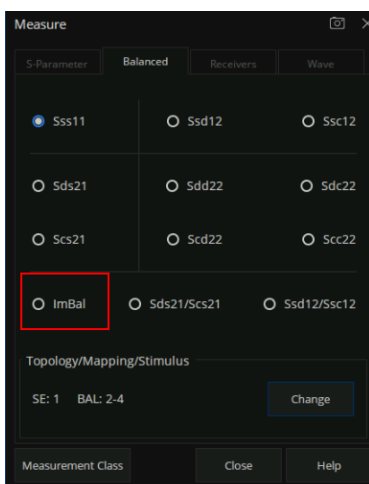 Measure
S-Parameter Balanced Receivers Wave
Sss11 Ssd12 Ssc12
Sds21 Sdd22 Sdc22
Scs21 Scd22 Scc22
ImBal Sds21/Scs21 Ssd12/Ssc12
Topology/Mapping/Stimulus
SE: 1 BAL: 2-4 Change
Measurement Class Close Help